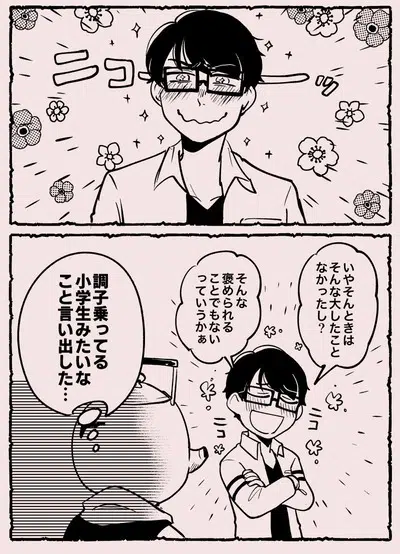 ニコーーッ
いやそんときは
そんな大したこと
なかったし?
そんな
褒められる
ことでもない
っていうかぁ
ニコ
ニコ
調子乗ってる
小学生みたいな
こと言い出した…